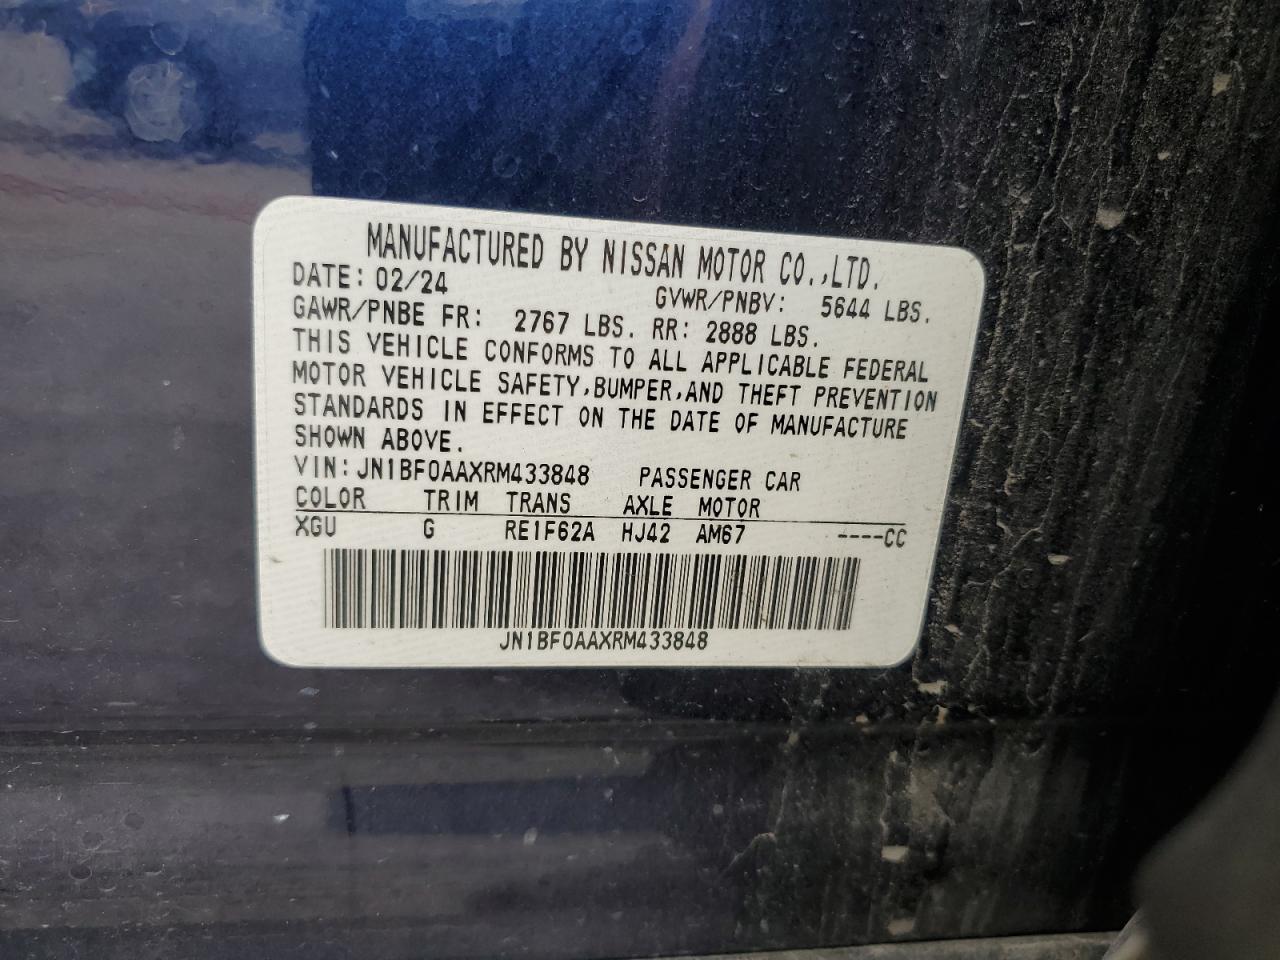 MANUFACTURED BY NISSAN MOTOR CO.,LTD.
DATE: 02/24 GVWR/PNBV: 5644 LBS.
GAWR/PNBE FR: 2767 LBS. RR: 2888 LBS.
THIS VEHICLE CONFORMS TO ALL APPLICABLE FEDERAL
MOTOR VEHICLE SAFETY,BUMPER,AND THEFT PREVENTION
STANDARDS IN EFFECT ON THE DATE OF MANUFACTURE
SHOWN ABOVE.
VIN:JN1BF0AAXRM433848 PASSENGER CAR
COLOR TRIM TRANS AXLE MOTOR
XGU G RE1F62A HJ42 AM67 ----CC
JN1BF0AAXRM433848